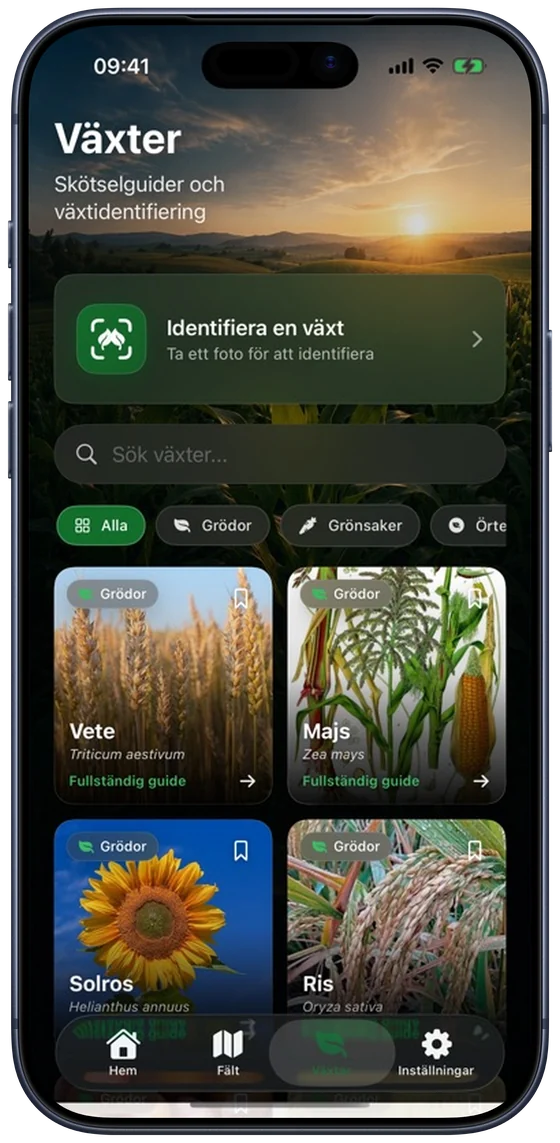 09:41
Växter
Skötselguider och
växtidentifiering
Identifiera en växt
Ta ett foto för att identifiera
Sök växter...
Alla
Grödor
Grönsaker
Örte
Grödor
Grödor
Vete
Majs
Triticum aestivum
Zea mays
Fullständig guide
Fullständig guide
Grödor
Grödor
Solros
Ris
Helianthus annuus
Oryza sativa
Hem
Fält
Växter
Inställningar